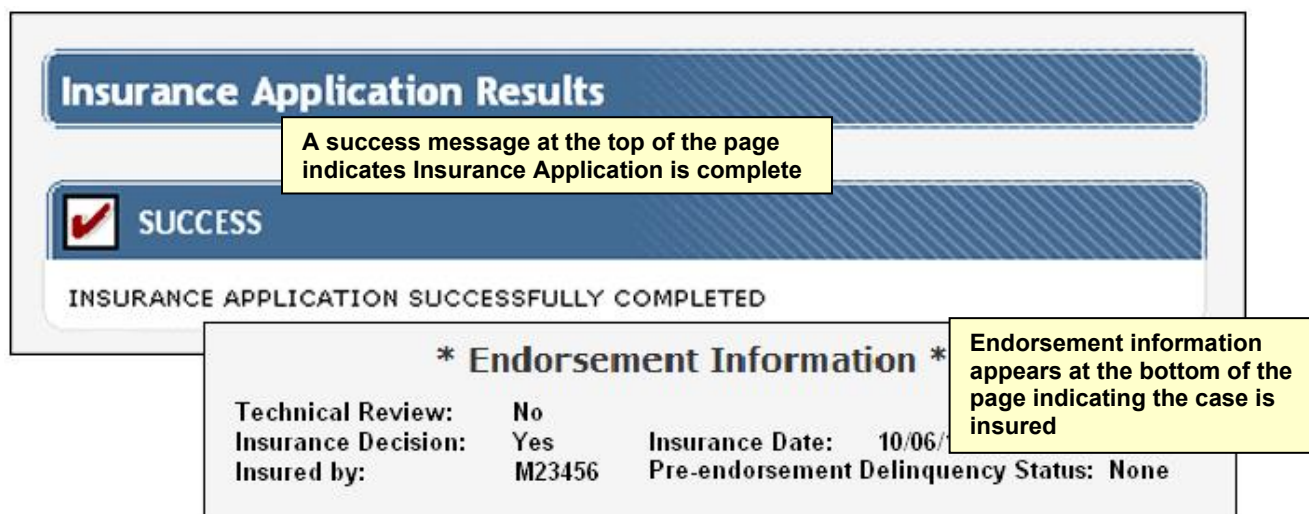 Insurance Application Results
A success message at the top of the page
indicates Insurance Application is complete
SUCCESS
INSURANCE APPLICATION SUCCESSFULLY COMPLETED
* Endorsement Information *
Endorsement information
appears at the bottom of the
page indicating the case is
insured
Technical Review: No
Insurance Decision: Yes Insurance Date: 10/06/
Insured by: M23456 Pre-endorsement Delinquency Status: None